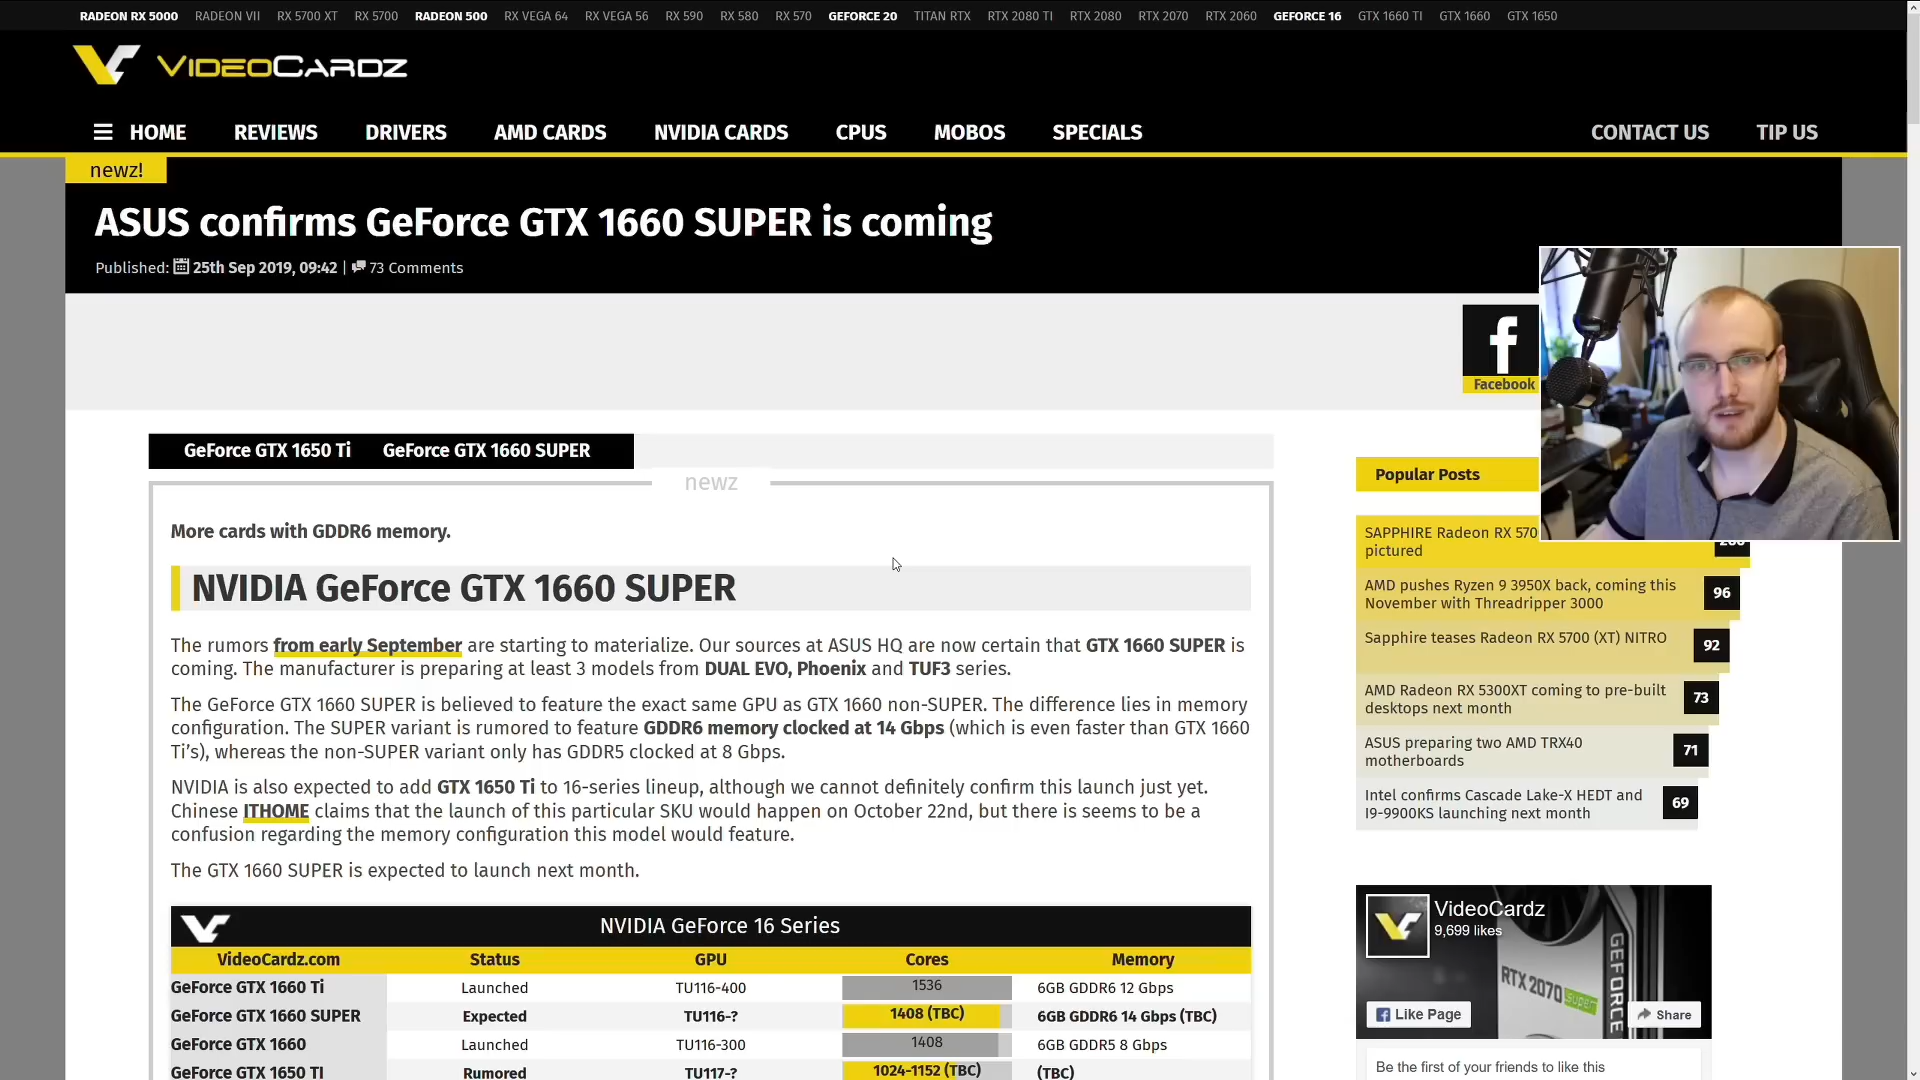 RADEON RX 5000 RADEON VII RX 5700 XT RX 5700 RADEON 500 RX VEGA 64 RX VEGA 56 RX 590 RX 580 RX 570 GEFORCE 20 TITAN RTX RTX 2080 TI RTX 2080 RTX 2070 RTX 2060 GEFORCE 16 GTX 1660 TI GTX 1660 GTX 1650
VIDEOCARDZ
HOME REVIEWS DRIVERS AMD CARDS NVIDIA CARDS CPUS MOBOS SPECIALS CONTACT US TIP US
newz!
ASUS confirms GeForce GTX 1660 SUPER is coming
Published: 25th Sep 2019, 09:42 | 73 Comments
Facebook
GeForce GTX 1650 Ti GeForce GTX 1660 SUPER
newz
More cards with GDDR6 memory.
NVIDIA GeForce GTX 1660 SUPER
The rumors from early September are starting to materialize. Our sources at ASUS HQ are now certain that GTX 1660 SUPER is
coming. The manufacturer is preparing at least 3 models from DUAL EVO, Phoenix and TUF3 series.
The GeForce GTX 1660 SUPER is believed to feature the exact same GPU as GTX 1660 non-SUPER. The difference lies in memory
configuration. The SUPER variant is rumored to feature GDDR6 memory clocked at 14 Gbps (which is even faster than GTX 1660
Ti's), whereas the non-SUPER variant only has GDDR5 clocked at 8 Gbps.
NVIDIA is also expected to add GTX 1650 Ti to 16-series lineup, although we cannot definitely confirm this launch just yet.
Chinese ITHOME claims that the launch of this particular SKU would happen on October 22nd, but there is seems to be a
confusion regarding the memory configuration this model would feature.
The GTX 1660 SUPER is expected to launch next month.
NVIDIA GeForce 16 Series
VideoCardz.com Status GPU Cores Memory
GeForce GTX 1660 Ti Launched TU116-400 1536 6GB GDDR6 12 Gbps
GeForce GTX 1660 SUPER Expected TU116-? 1408 (TBC) 6GB GDDR6 14 Gbps (TBC)
GeForce GTX 1660 Launched TU116-300 1408 6GB GDDR5 8 Gbps
GeForce GTX 1650 TI Rumored TU117-? 1024-1152 (TBC) (TBC)
Popular Posts
SAPPHIRE Radeon RX 570
pictured
AMD pushes Ryzen 9 3950X back, coming this
November with Threadripper 3000
96
Sapphire teases Radeon RX 5700 (XT) NITRO
92
AMD Radeon RX 5300XT coming to pre-built
desktops next month
73
ASUS preparing two AMD TRX40
motherboards
71
Intel confirms Cascade Lake-X HEDT and
I9-9900KS launching next month
69
VideoCardz
9,699 likes
GEFORCE
RTX 2070 super
Like Page Share
Be the first of your friends to like this